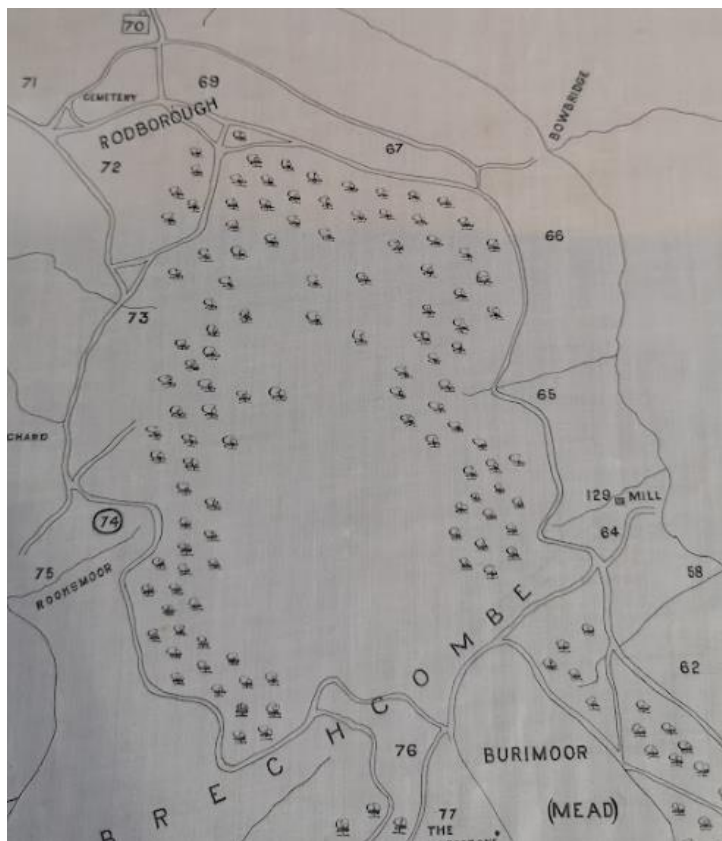 70
71
CEMETERY
69
RODBOROUGH
BOWBRIDGE
67
72
66
73
65
CHARD
129 MILL
74
64
75
ROOKSMOOR
58
62
BRECHCOMBE
76
BURIMOOR
(MEAD)
77
THE